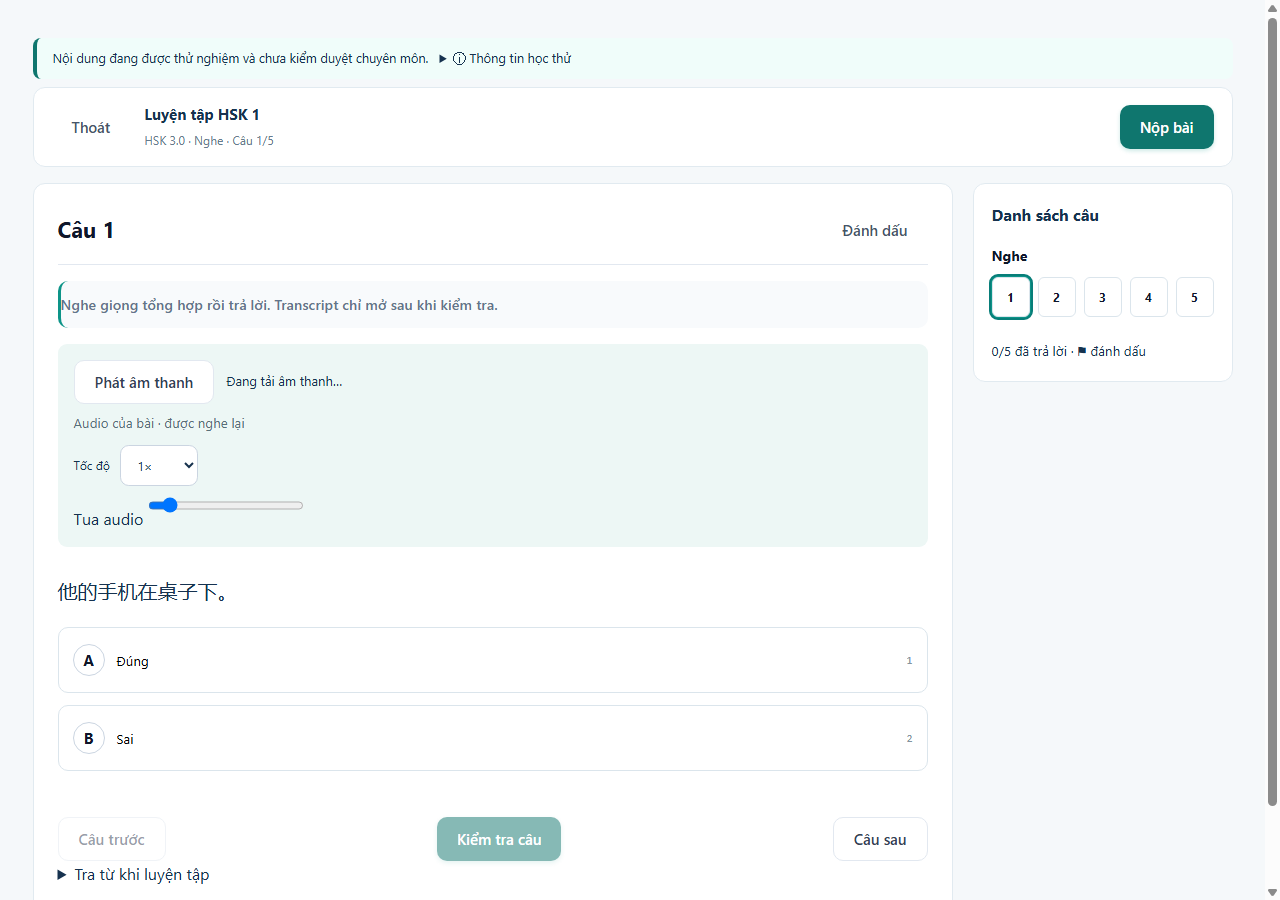 Nội dung đang được thử nghiệm và chưa kiểm duyệt chuyên môn. ▶ ⓘ Thông tin học thử
Thoát
Luyện tập HSK 1
HSK 3.0 · Nghe · Câu 1/5
Nộp bài
Câu 1
Đánh dấu
Nghe giọng tổng hợp rồi trả lời. Transcript chỉ mở sau khi kiểm tra.
Phát âm thanh
Đang tải âm thanh...
Audio của bài · được nghe lại
Tốc độ
1×
Tua audio
他的手机在桌子下。
A Đúng 1
B Sai 2
Câu trước
Kiểm tra câu
Câu sau
▶ Tra từ khi luyện tập
Danh sách câu
Nghe
1 2 3 4 5
0/5 đã trả lời · ⚑ đánh dấu